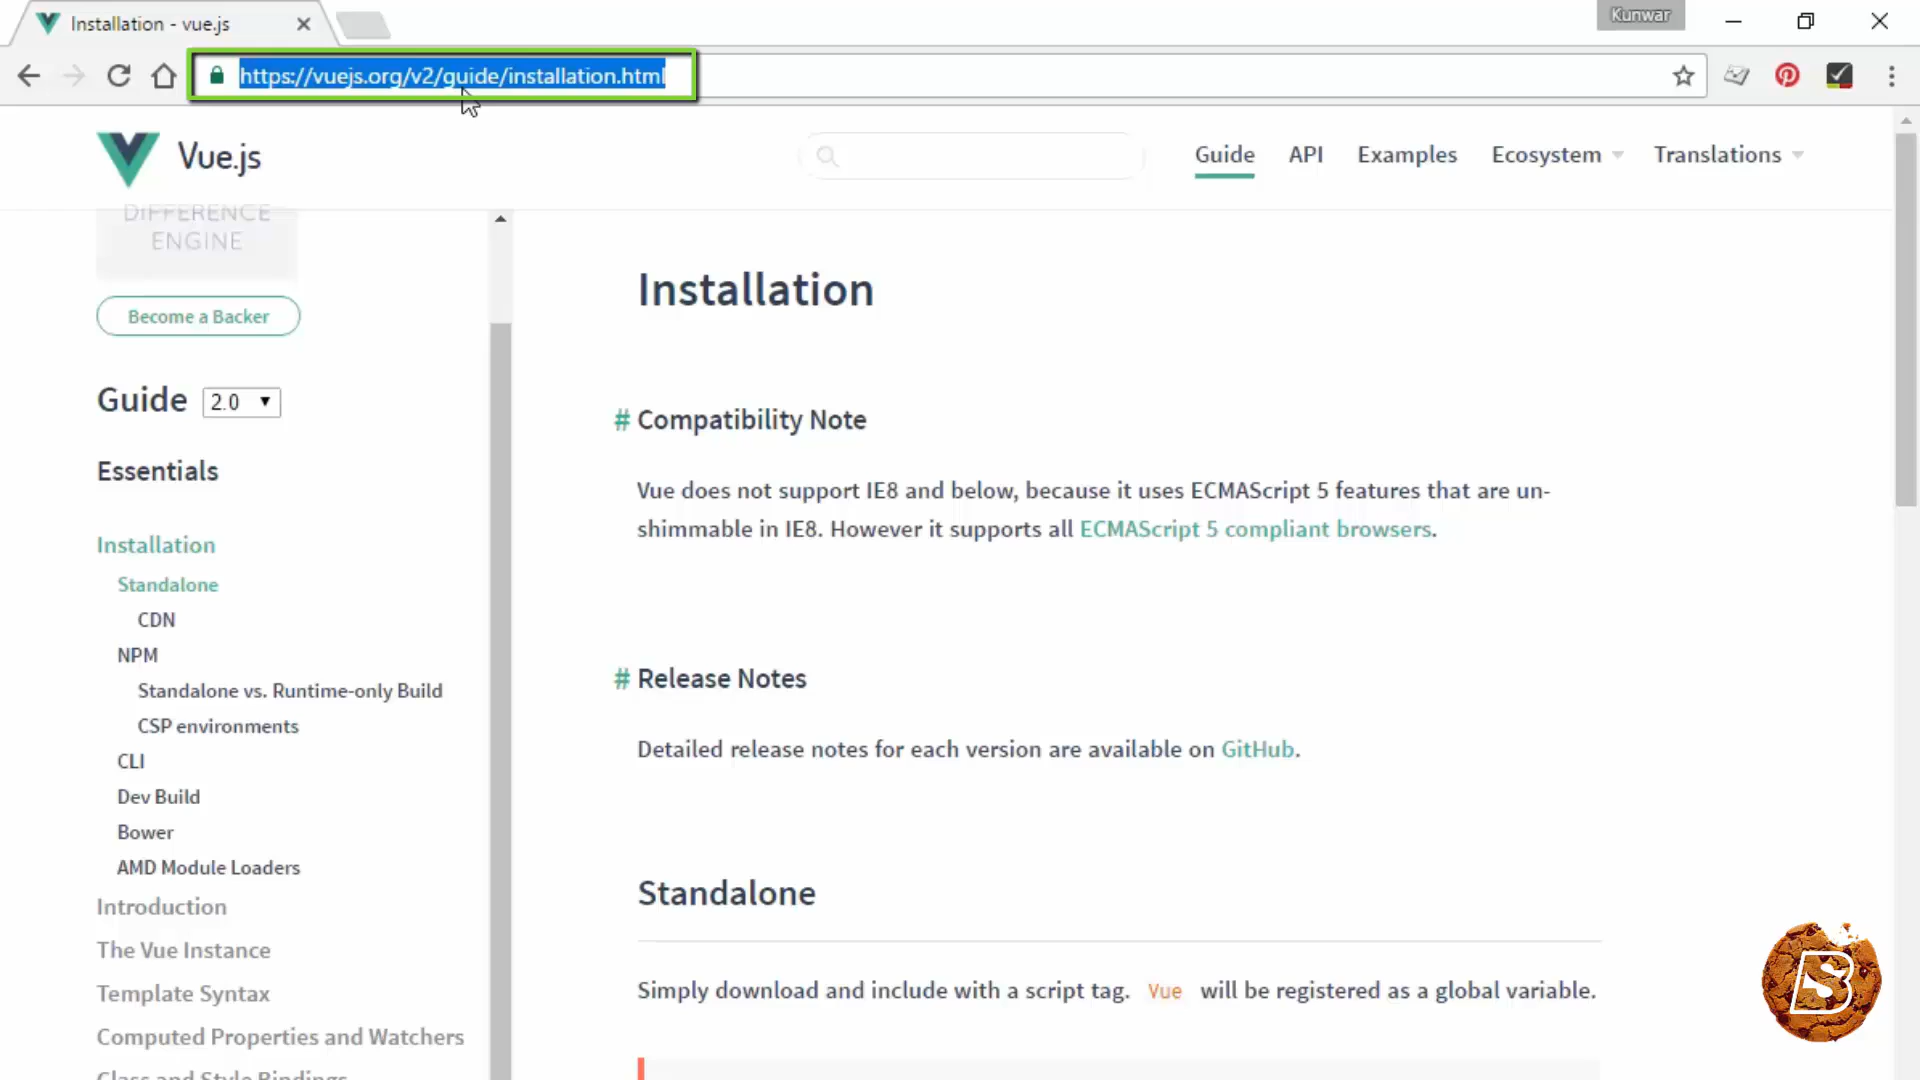 Installation - vue.js
Kunwar
https://vuejs.org/v2/guide/installation.html
Vue.js
Guide
API
Examples
Ecosystem
Translations
DIFFERENCE
ENGINE
Become a Backer
Guide 2.0
Essentials
Installation
Standalone
CDN
NPM
Standalone vs. Runtime-only Build
CSP environments
CLI
Dev Build
Bower
AMD Module Loaders
Introduction
The Vue Instance
Template Syntax
Computed Properties and Watchers
Class and Style Bindings
Installation
# Compatibility Note
Vue does not support IE8 and below, because it uses ECMAScript 5 features that are un-
shimmable in IE8. However it supports all ECMAScript 5 compliant browsers.
# Release Notes
Detailed release notes for each version are available on GitHub.
Standalone
Simply download and include with a script tag. Vue will be registered as a global variable.